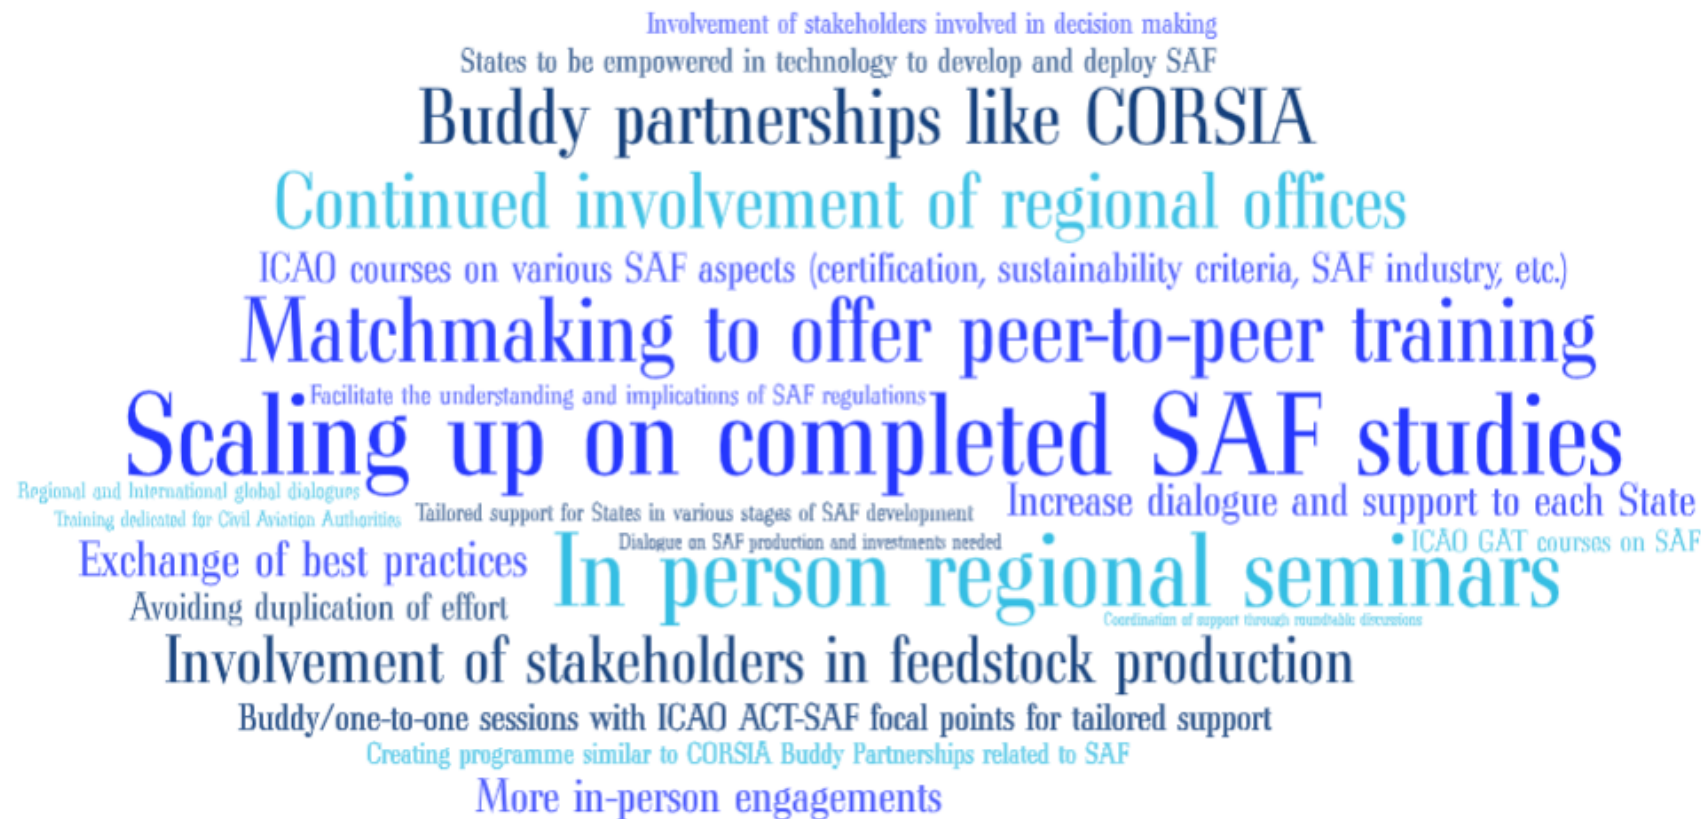 Involvement of stakeholders involved in decision making
States to be empowered in technology to develop and deploy SAF
Buddy partnerships like CORSIA
Continued involvement of regional offices
ICAO courses on various SAF aspects (certification, sustainability criteria, SAF industry, etc.)
Matchmaking to offer peer-to-peer training
Facilitate the understanding and implications of SAF regulations
Scaling up on completed SAF studies
Regional and International global dialogues
Increase dialogue and support to each State
Training dedicated for Civil Aviation Authorities
Tailored support for States in various stages of SAF development
Exchange of best practices
Dialogue on SAF production and investments needed
ICAO GAT courses on SAF
In person regional seminars
Avoiding duplication of effort
Coordination of support through roundtable discussions
Involvement of stakeholders in feedstock production
Buddy/one-to-one sessions with ICAO ACT-SAF focal points for tailored support
Creating programme similar to CORSIA Buddy Partnerships related to SAF
More in-person engagements